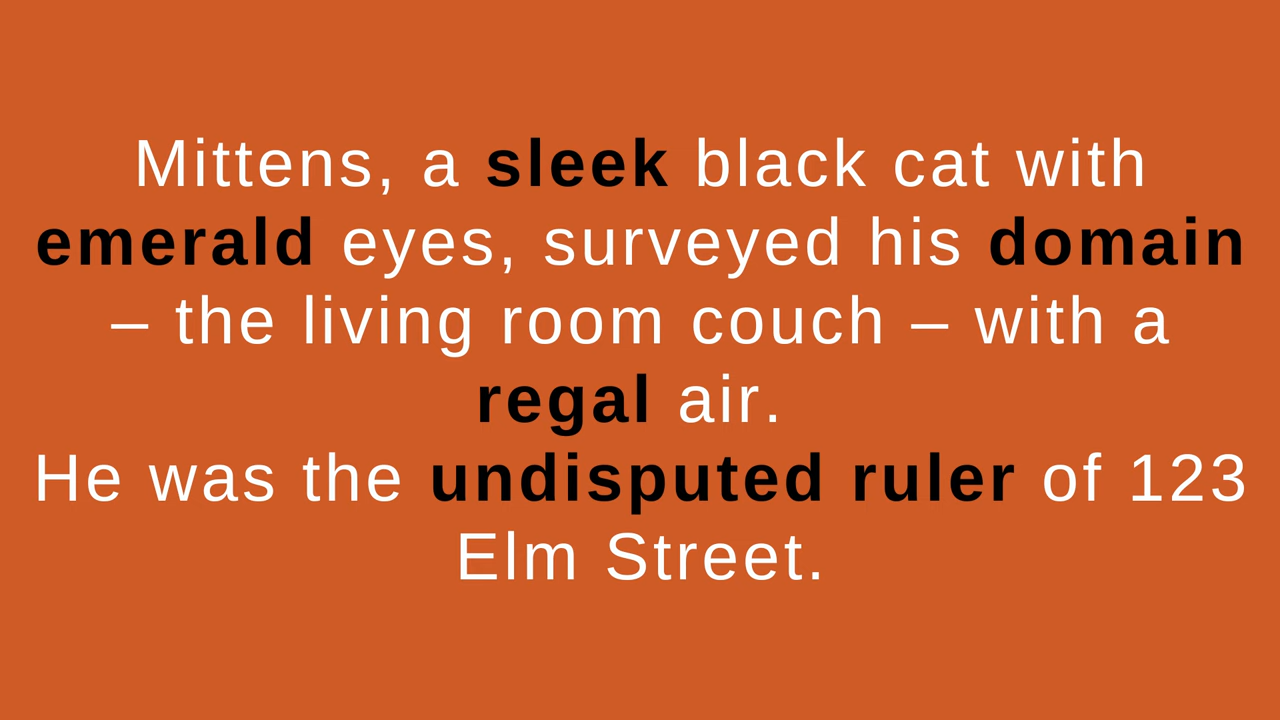 Mittens, a sleek black cat with
emerald eyes, surveyed his domain
– the living room couch – with a
regal air.
He was the undisputed ruler of 123
Elm Street.